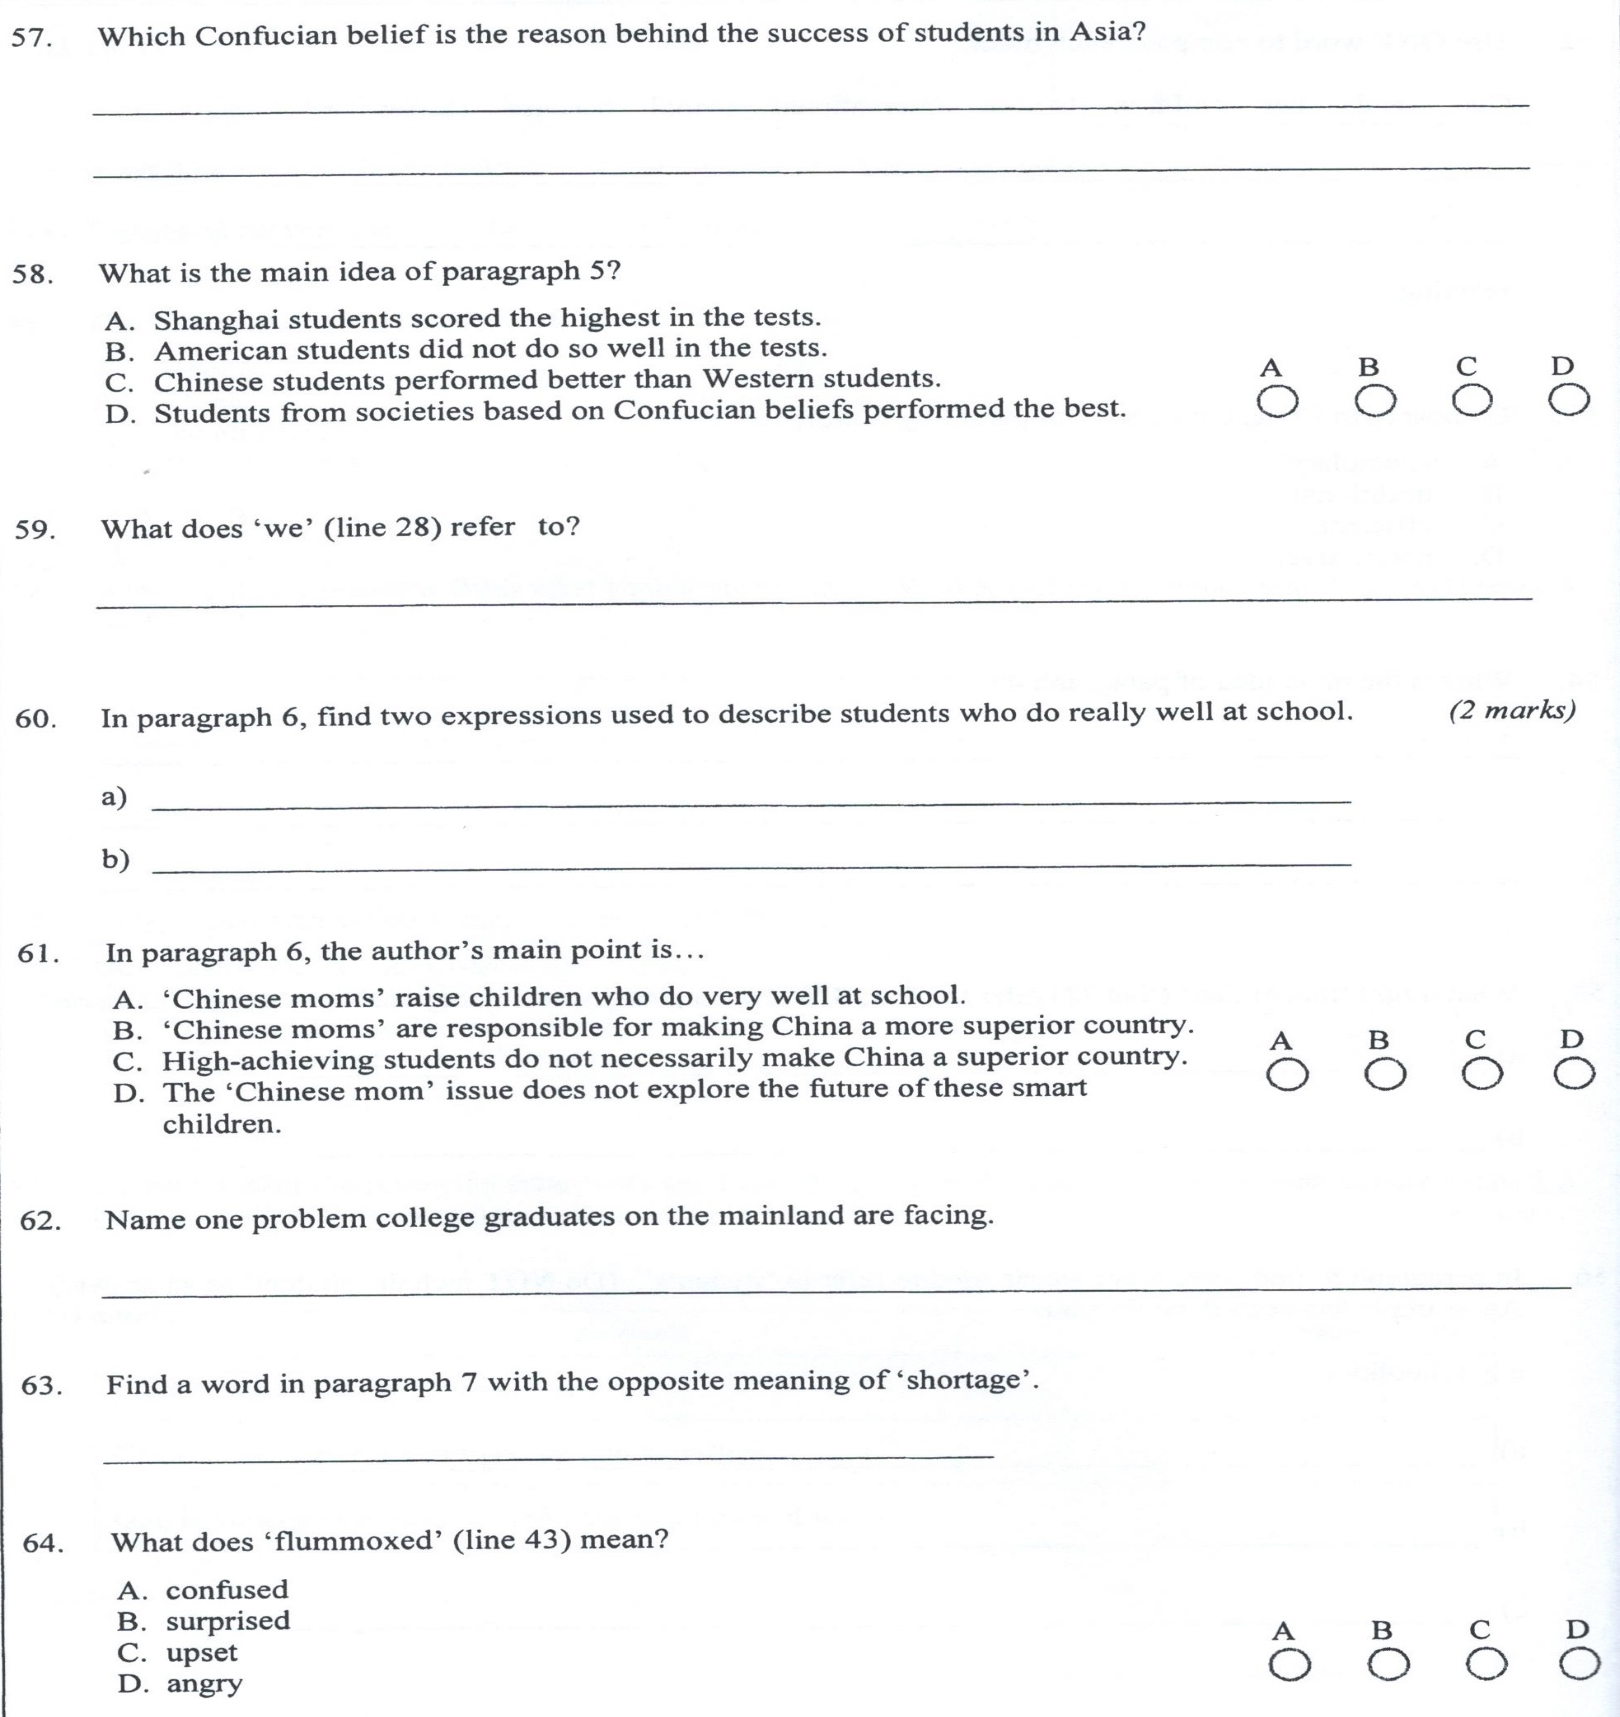 57. Which Confucian belief is the reason behind the success of students in Asia?
58. What is the main idea of paragraph 5?
A. Shanghai students scored the highest in the tests.
B. American students did not do so well in the tests.
C. Chinese students performed better than Western students.
D. Students from societies based on Confucian beliefs performed the best.
A B C D
59. What does ‘we’ (line 28) refer to?
60. In paragraph 6, find two expressions used to describe students who do really well at school. (2 marks)
a)
b)
61. In paragraph 6, the author’s main point is…
A. ‘Chinese moms’ raise children who do very well at school.
B. ‘Chinese moms’ are responsible for making China a more superior country.
C. High-achieving students do not necessarily make China a superior country.
D. The ‘Chinese mom’ issue does not explore the future of these smart
children.
A B C D
62. Name one problem college graduates on the mainland are facing.
63. Find a word in paragraph 7 with the opposite meaning of ‘shortage’.
64. What does ‘flummoxed’ (line 43) mean?
A. confused
B. surprised
C. upset
D. angry
A B C D